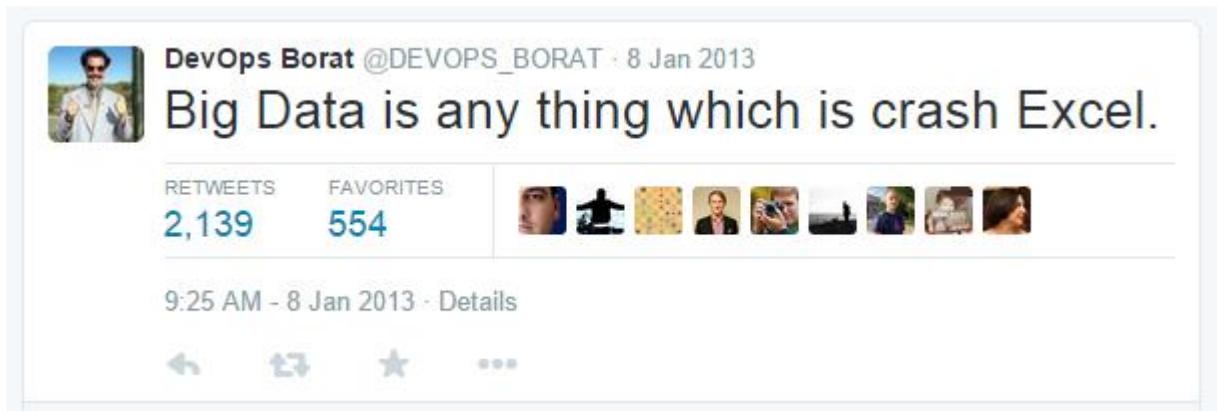 DevOps Borat @DEVOPS_BORAT · 8 Jan 2013
Big Data is any thing which is crash Excel.
RETWEETS FAVORITES
2,139 554
9:25 AM - 8 Jan 2013 · Details